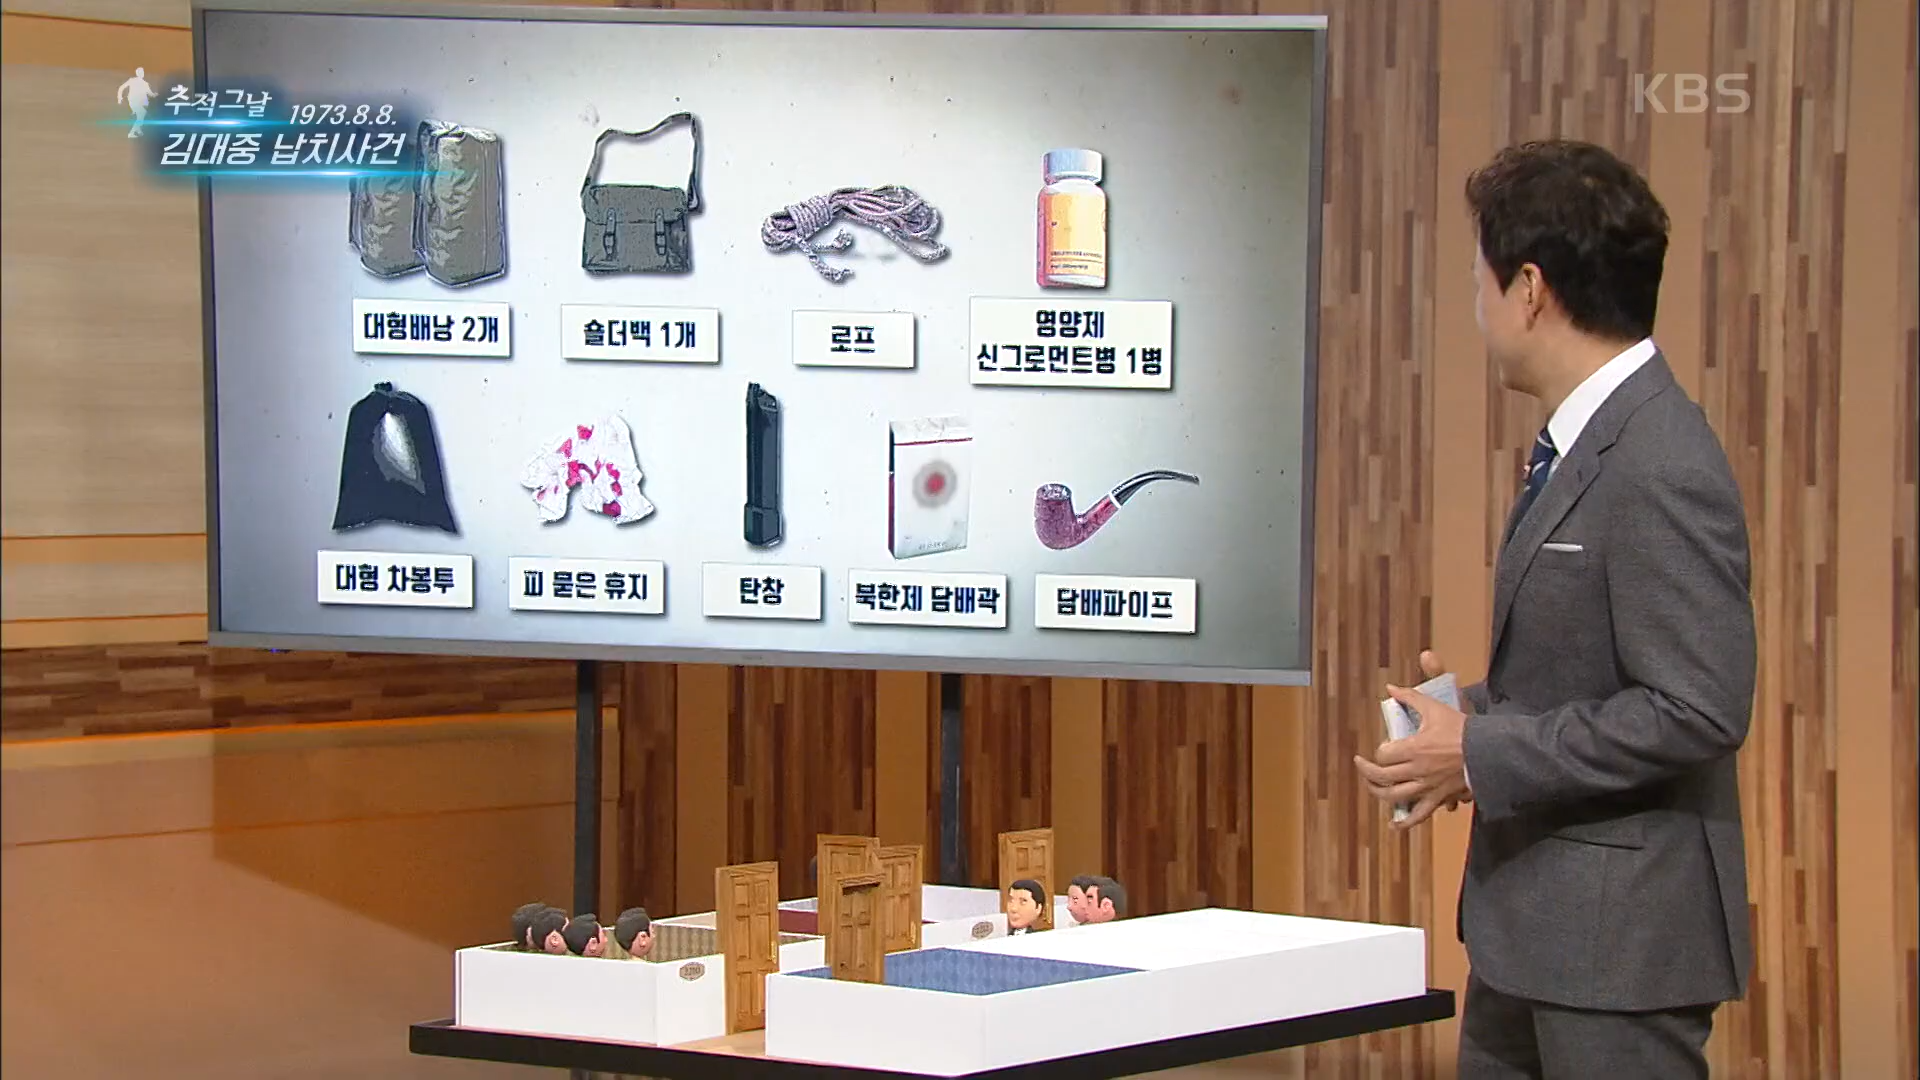 추적그날
1973.8.8.
김대중 납치사건
KBS
대형배낭 2개
숄더백 1개
로프
영양제
신그로먼트병 1병
대형 차봉투
피 묻은 휴지
탄창
북한제 담배곽
담배파이프